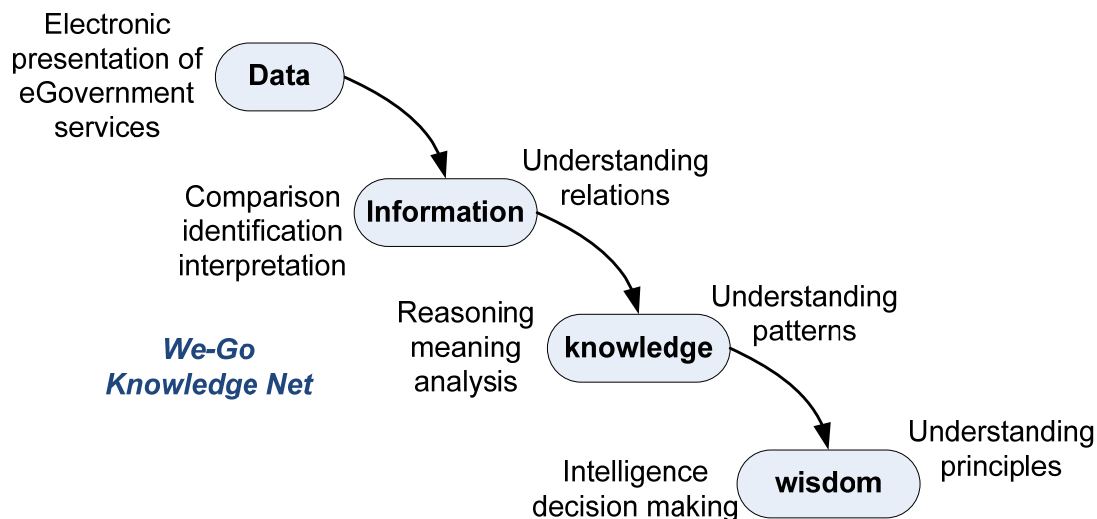 Electronic
presentation of
eGovernment
services
Data
Understanding
relations
Comparison
identification
interpretation
Information
Understanding
patterns
Reasoning
meaning
analysis
knowledge
We-Go
Knowledge Net
Understanding
principles
Intelligence
decision making
wisdom